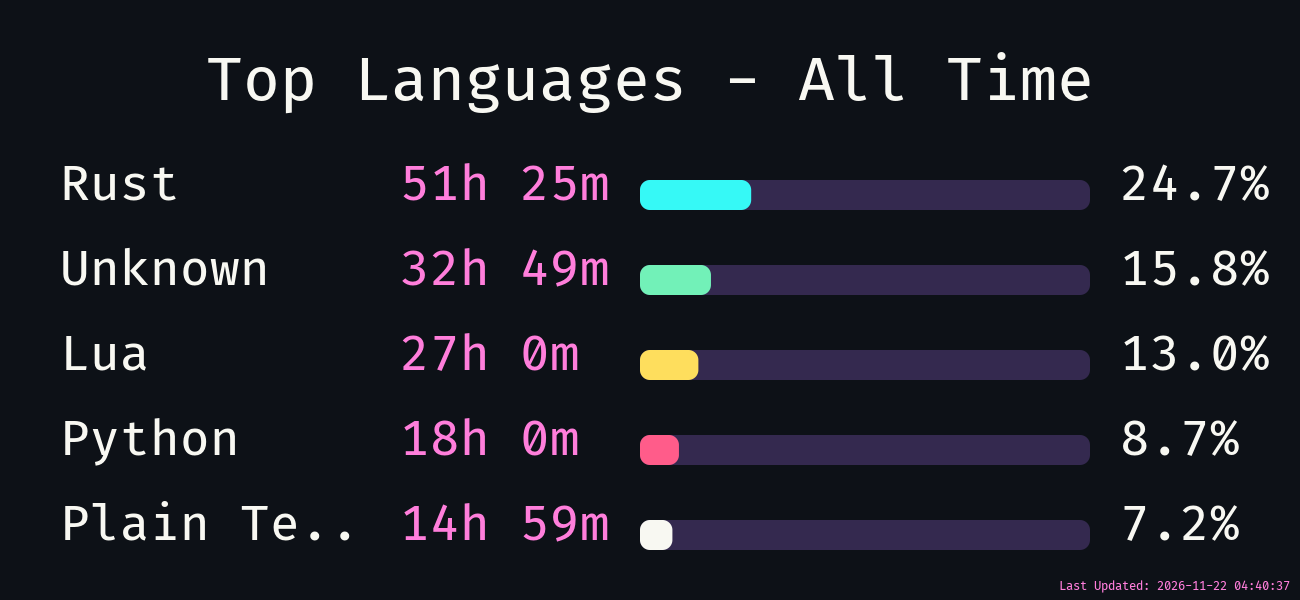 Top Languages - All Time
Rust 51h 25m 24.7%
Unknown 32h 49m 15.8%
Lua 27h 0m 13.0%
Python 18h 0m 8.7%
Plain Te.. 14h 59m 7.2%
Last Updated: 2026-11-22 04:40:37